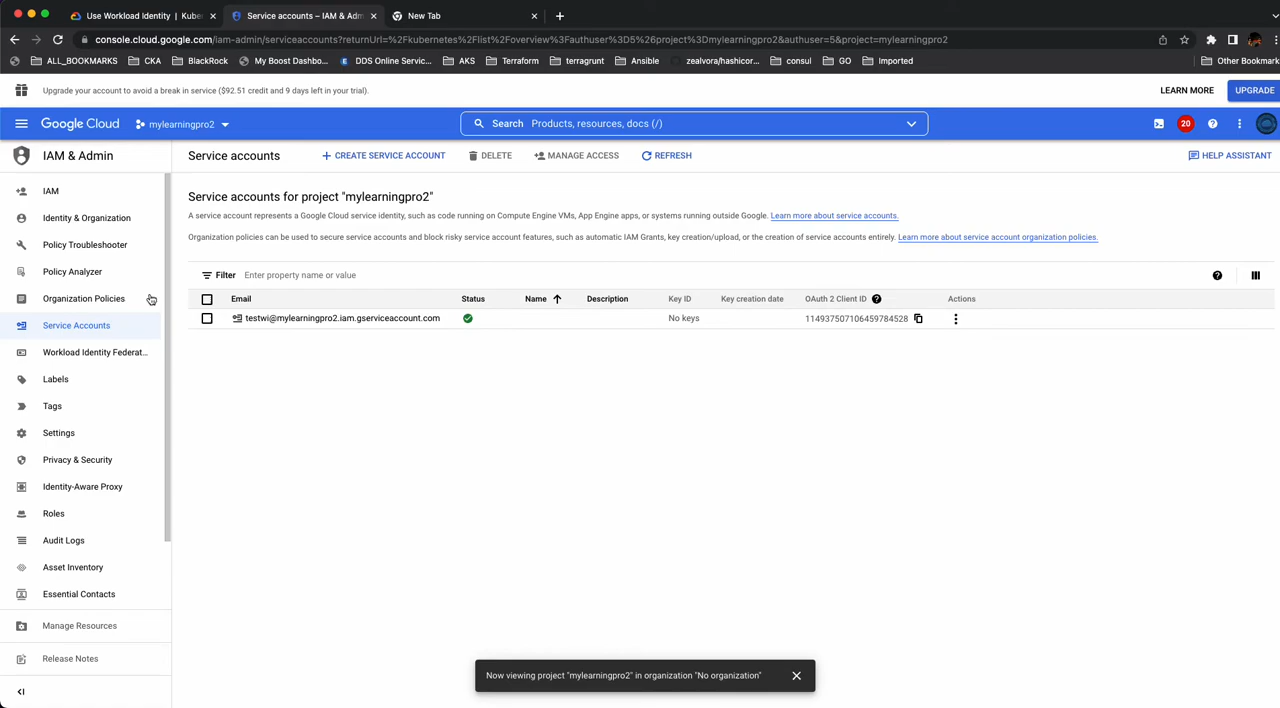 Use Workload Identity | Kube
Service accounts – IAM & Adm
New Tab
console.cloud.google.com/iam-admin/serviceaccounts?returnUrl=%2Fkubernetes%2Flist%2Foverview%3Fauthuser%3D5%26project%3Dmylearningpro2&authuser=5&project=mylearningpro2
ALL_BOOKMARKS
CKA
BlackRock
My Boost Dashbo...
DDS Online Servic...
AKS
Terraform
terragrunt
Ansible
zealvora/hashicor...
consul
GO
Imported
Other Bookmark
Upgrade your account to avoid a break in service ($92.51 credit and 9 days left in your trial).
LEARN MORE
UPGRADE
Google Cloud
mylearningpro2
Search Products, resources, docs (/)
20
IAM & Admin
Service accounts
CREATE SERVICE ACCOUNT
DELETE
MANAGE ACCESS
REFRESH
HELP ASSISTANT
IAM
Identity & Organization
Policy Troubleshooter
Policy Analyzer
Organization Policies
Service Accounts
Workload Identity Federat...
Labels
Tags
Settings
Privacy & Security
Identity-Aware Proxy
Roles
Audit Logs
Asset Inventory
Essential Contacts
Manage Resources
Release Notes
Service accounts for project "mylearningpro2"
A service account represents a Google Cloud service identity, such as code running on Compute Engine VMs, App Engine apps, or systems running outside Google. Learn more about service accounts.
Organization policies can be used to secure service accounts and block risky service account features, such as automatic IAM Grants, key creation/upload, or the creation of service accounts entirely. Learn more about service account organization policies.
Filter Enter property name or value
Email Status Name Description Key ID Key creation date OAuth 2 Client ID Actions
testwi@mylearningpro2.iam.gserviceaccount.com No keys 114937507106459784528
Now viewing project "mylearningpro2" in organization "No organization"